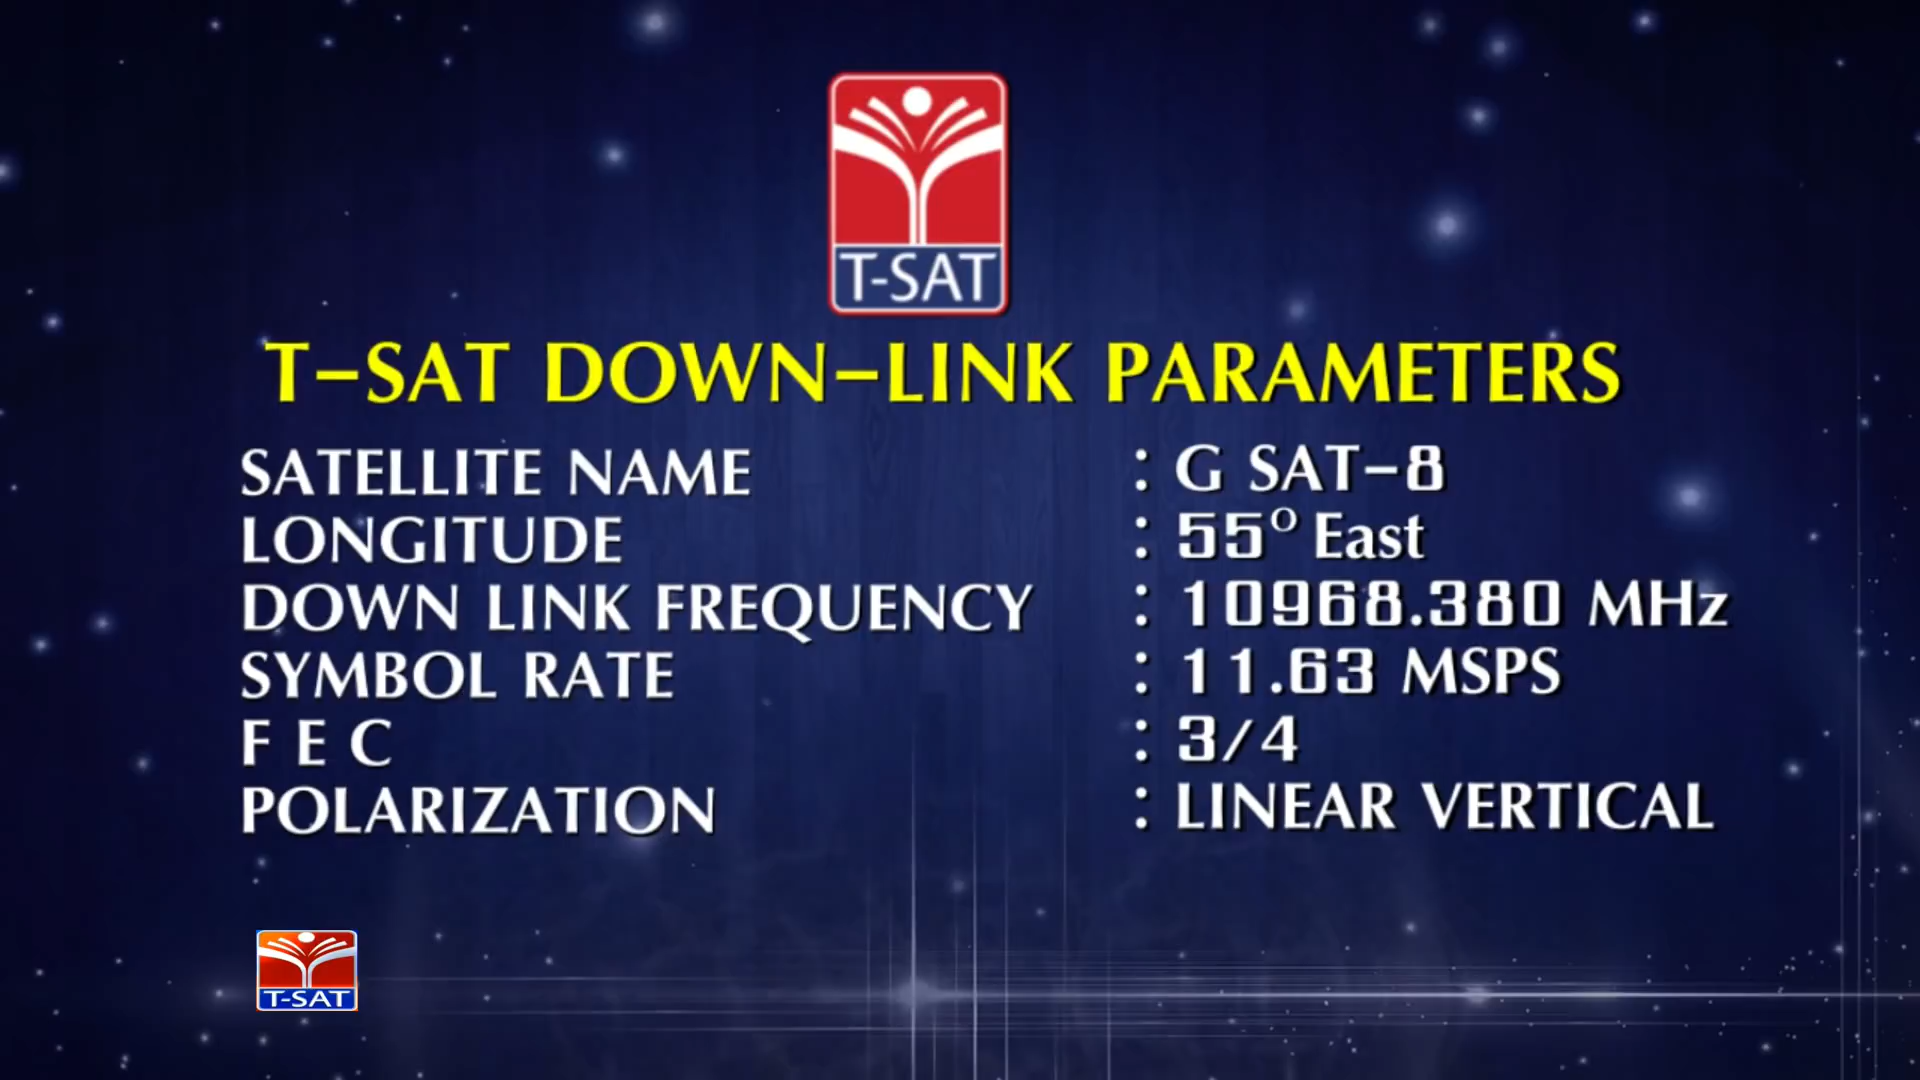 T-SAT
T-SAT DOWN-LINK PARAMETERS
SATELLITE NAME : G SAT-8
LONGITUDE : 55° East
DOWN LINK FREQUENCY : 10968.380 MHz
SYMBOL RATE : 11.63 MSPS
F E C : 3/4
POLARIZATION : LINEAR VERTICAL
T-SAT